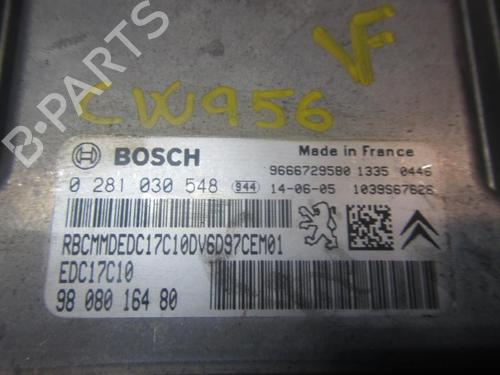 B-PARTS
VF
CW956
BOSCH
Made in France
0 281 030 548 944
9666729580 1335 0446
14-06-05 1039S67626
RBCMMDEDC17C10DV6D97CEM01
EDC17C10
98 080 164 80